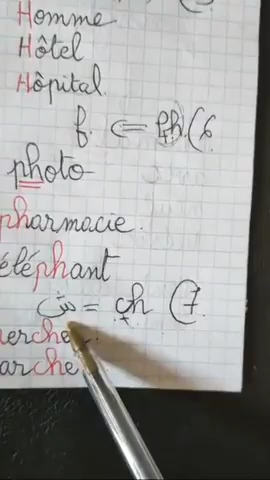 Homme
Hôtel
Hôpital
f. ⇐ Ph (6
photo
pharmacie.
éléphant
ش = ch (7.